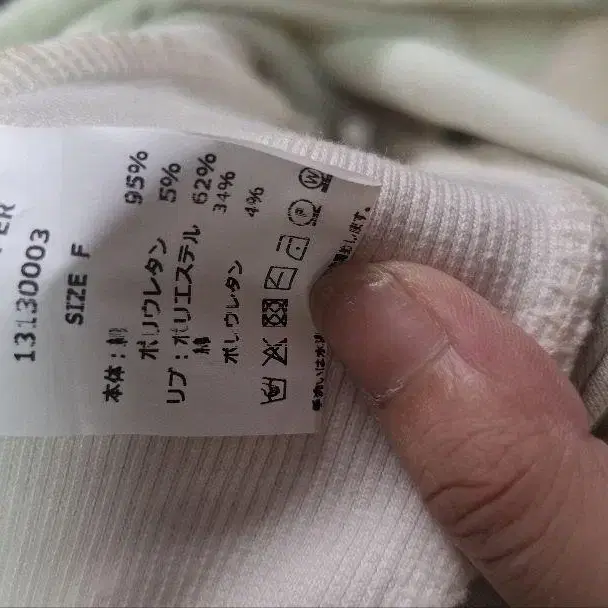 ER
13130003
SIZE F
本体：綿 95%
ポリウレタン 5%
リブ：ポリエステル 62%
綿 34%
ポリウレタン 4%